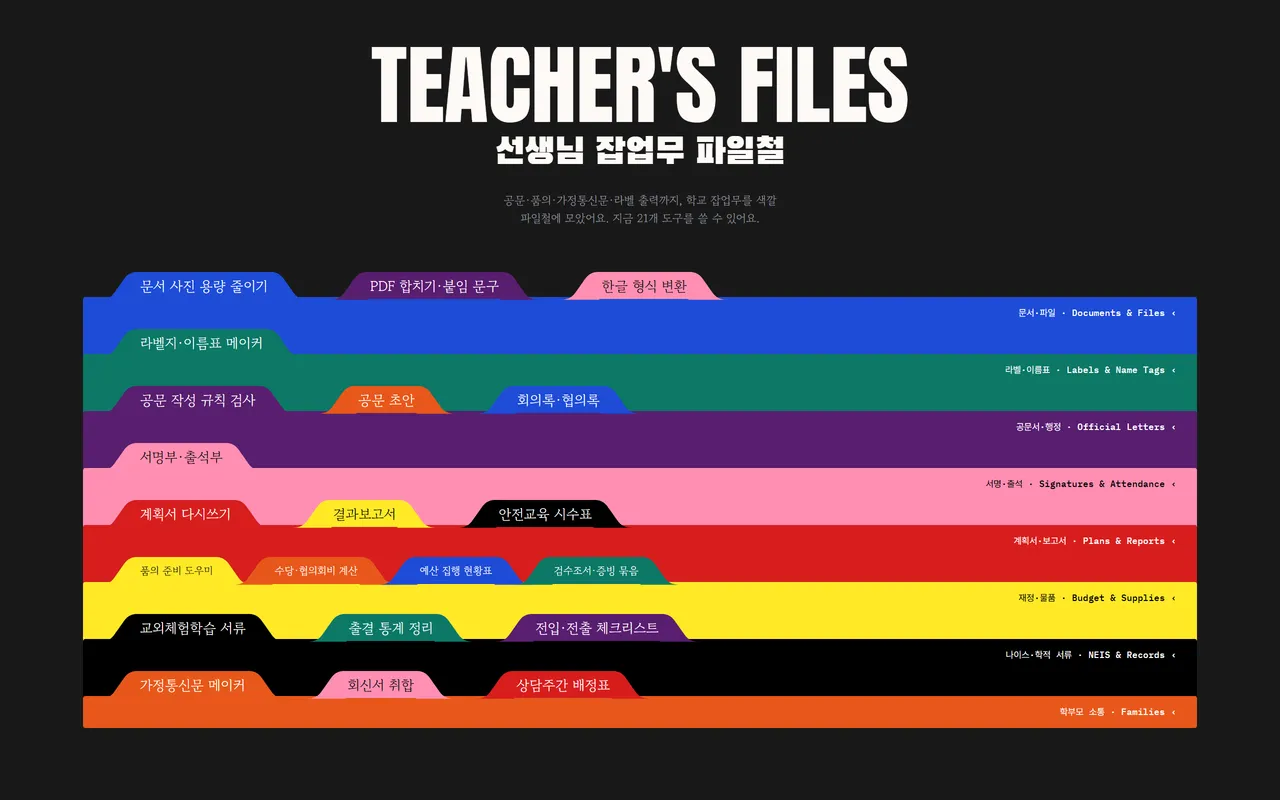 TEACHER'S FILES
선생님 잡업무 파일철
공문·품의·가정통신문·라벨 출력까지, 학교 잡업무를 색깔
파일철에 모았어요. 지금 21개 도구를 쓸 수 있어요.
문서 사진 용량 줄이기 PDF 합치기·붙임 문구 한글 형식 변환
문서·파일 · Documents & Files ‹
라벨지·이름표 메이커
라벨·이름표 · Labels & Name Tags ‹
공문 작성 규칙 검사 공문 초안 회의록·협의록
공문서·행정 · Official Letters ‹
서명부·출석부
서명·출석 · Signatures & Attendance ‹
계획서 다시쓰기 결과보고서 안전교육 시수표
계획서·보고서 · Plans & Reports ‹
품의 준비 도우미 수당·협의회비 계산 예산 집행 현황표 검수조서·증빙 묶음
재정·물품 · Budget & Supplies ‹
교외체험학습 서류 출결 통계 정리 전입·전출 체크리스트
나이스·학적 서류 · NEIS & Records ‹
가정통신문 메이커 회신서 취합 상담주간 배정표
학부모 소통 · Families ‹